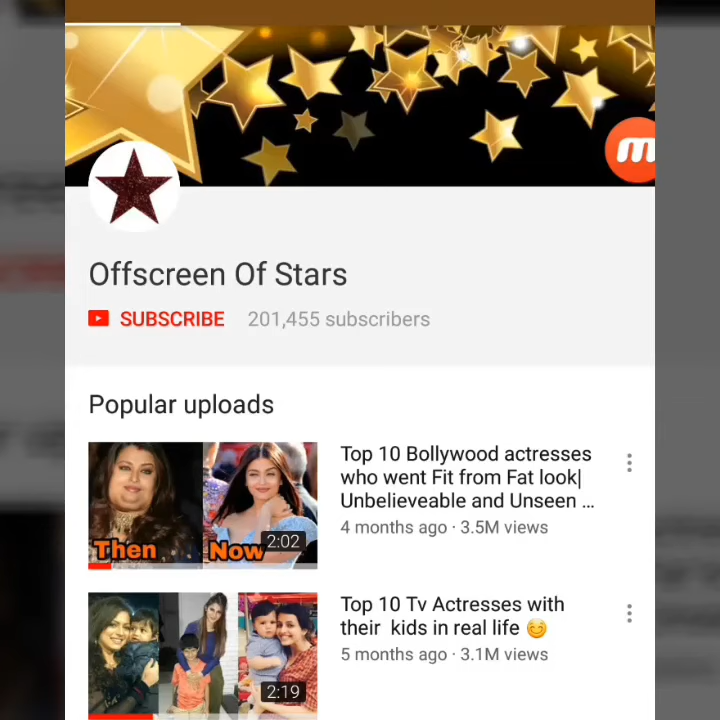 m
Offscreen Of Stars
SUBSCRIBE 201,455 subscribers
Popular uploads
Then
Now
2:02
Top 10 Bollywood actresses
who went Fit from Fat look|
Unbelieveable and Unseen ...
4 months ago · 3.5M views
2:19
Top 10 Tv Actresses with
their kids in real life 😊
5 months ago · 3.1M views